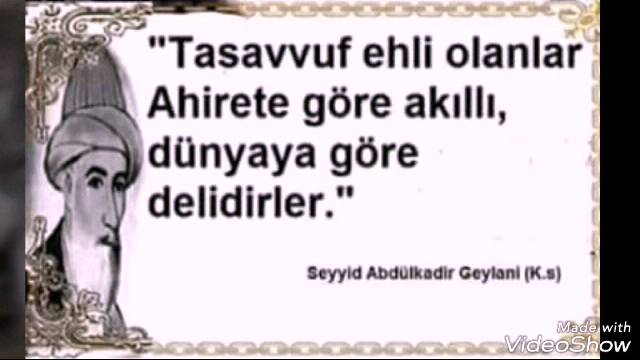 "Tasavvuf ehli olanlar
Ahirete göre akıllı,
dünyaya göre
delidirler."
Seyyid Abdülkadir Geylani (K.s)
Made with
VideoShow